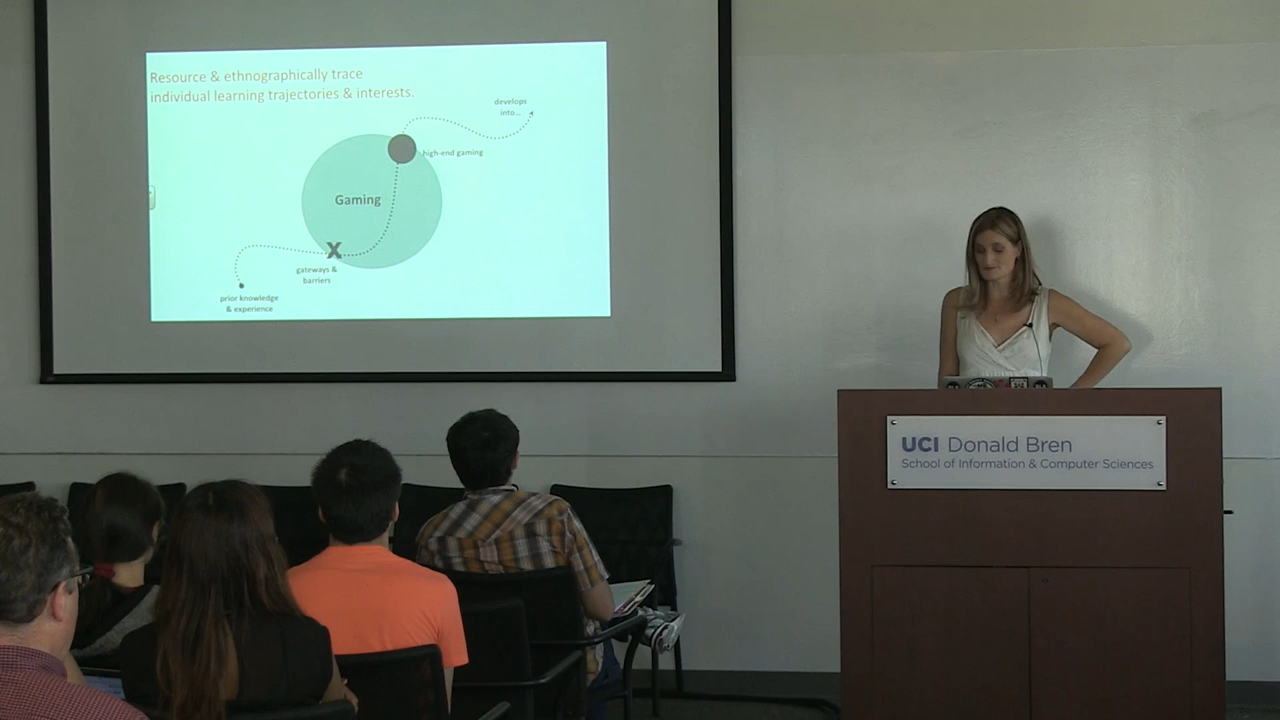 Resource & ethnographically trace
individual learning trajectories & interests.
develops
into...
high-end gaming
Gaming
X
gateways &
barriers
prior knowledge
& experience
UCI Donald Bren
School of Information & Computer Sciences